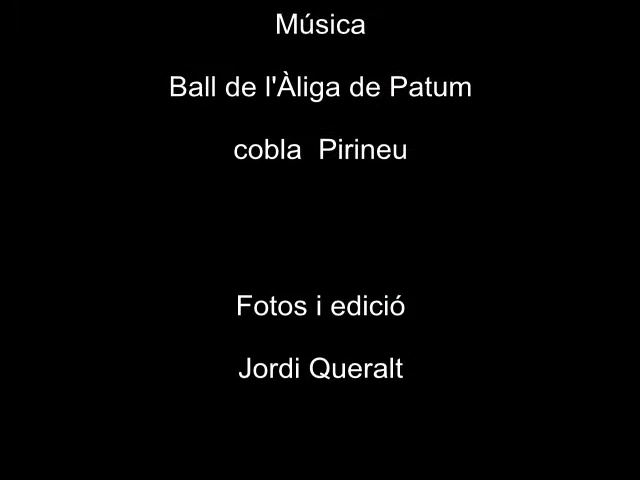 Música
Ball de l'Àliga de Patum
cobla  Pirineu
Fotos i edició
Jordi Queralt